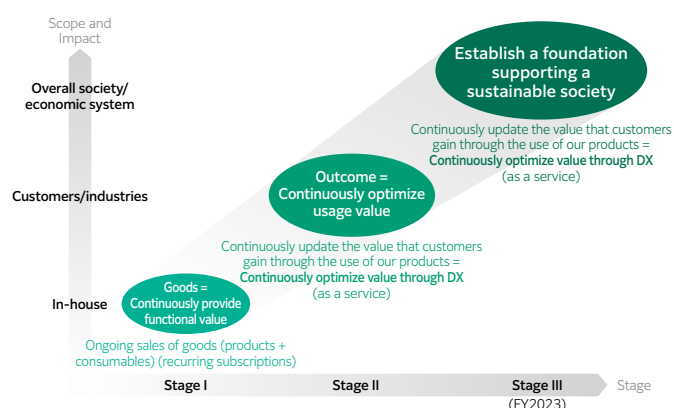 Scope and
Impact
Overall society/
economic system
Customers/industries
In-house
Establish a foundation
supporting a
sustainable society
Continuously update the value that customers
gain through the use of our products =
Continuously optimize value through DX
(as a service)
Outcome =
Continuously optimize
usage value
Continuously update the value that customers
gain through the use of our products =
Continuously optimize value through DX
(as a service)
Goods =
Continuously provide
functional value
Ongoing sales of goods (products +
consumables) (recurring subscriptions)
Stage I
Stage II
Stage III
(FY2023)
Stage